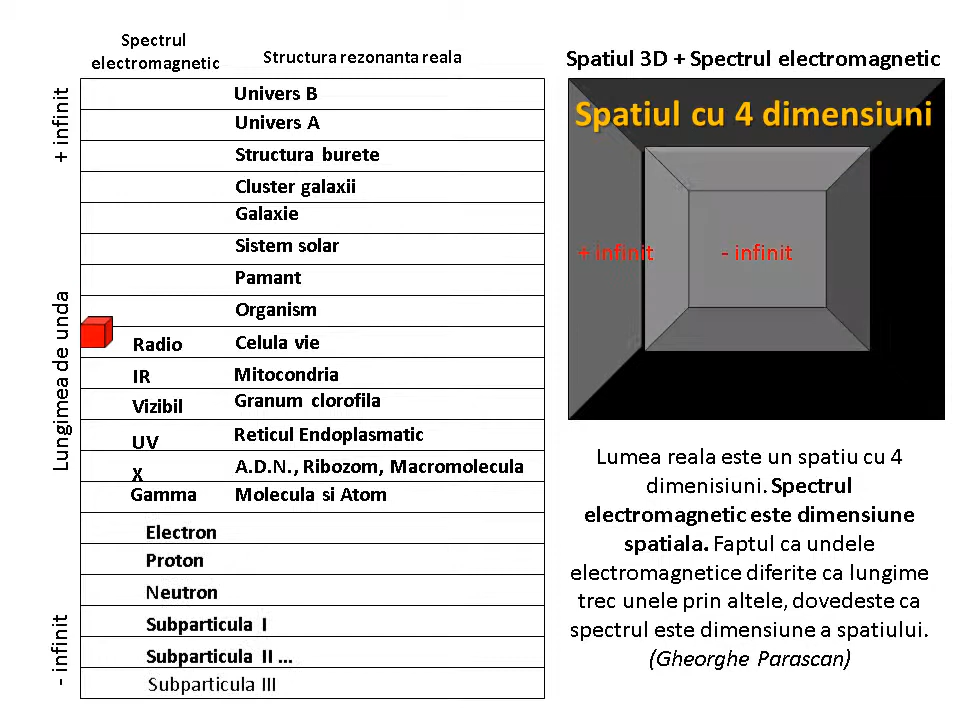 Spectrul
electromagnetic
Structura rezonanta reala
+ infinit
Lungimea de unda
- infinit
Univers B
Univers A
Structura burete
Cluster galaxii
Galaxie
Sistem solar
Pamant
Organism
Radio Celula vie
IR Mitocondria
Vizibil Granum clorofila
UV Reticul Endoplasmatic
X A.D.N., Ribozom, Macromolecula
Gamma Molecula si Atom
Electron
Proton
Neutron
Subparticula I
Subparticula II ...
Subparticula III
Spatiul 3D + Spectrul electromagnetic
Spatiul cu 4 dimensiuni
+ infinit - infinit
Lumea reala este un spatiu cu 4
dimenisiuni. Spectrul
electromagnetic este dimensiune
spatiala. Faptul ca undele
electromagnetice diferite ca lungime
trec unele prin altele, dovedeste ca
spectrul este dimensiune a spatiului.
(Gheorghe Parascan)